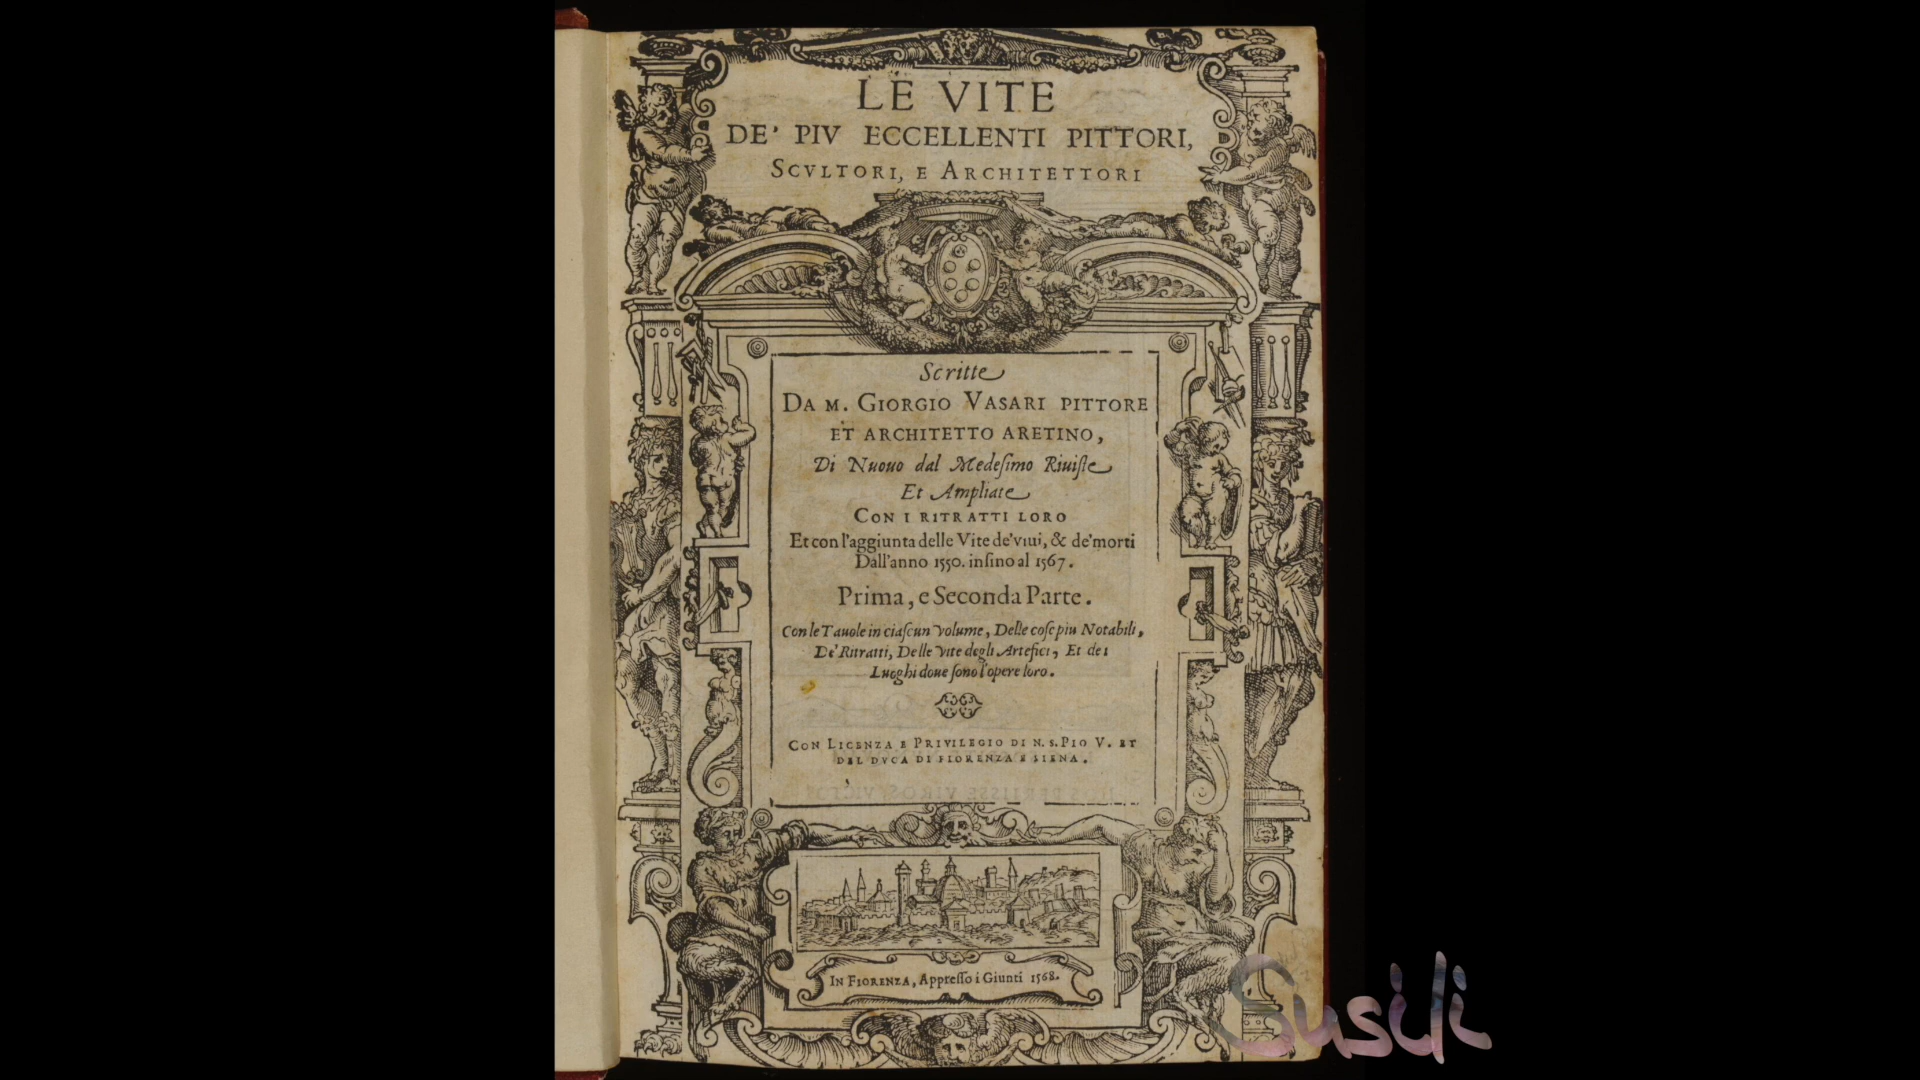 LE VITE
DE' PIV ECCELLENTI PITTORI,
SCVLTORI, E ARCHITETTORI
Scritte
DA M. GIORGIO VASARI PITTORE
ET ARCHITETTO ARETINO,
Di Nuouo dal Medesimo Riuiste
Et Ampliate
CON I RITRATTI LORO
Et con l'aggiunta delle Vite de' viui, & de' morti
Dall'anno 1550. insino al 1567.
Prima, e Seconda Parte.
Con le Tauole in ciascun volume, Delle cose piu Notabili,
De' Ritratti, Delle vite degli Artefici, Et dei
Luoghi doue sono l'opere loro.
CON LICENZA E PRIVILEGIO DI N. S. PIO V. ET
DEL DVCA DI FIORENZA E SIENA.
IN FIORENZA, Appresso i Giunti 1568.
Susili